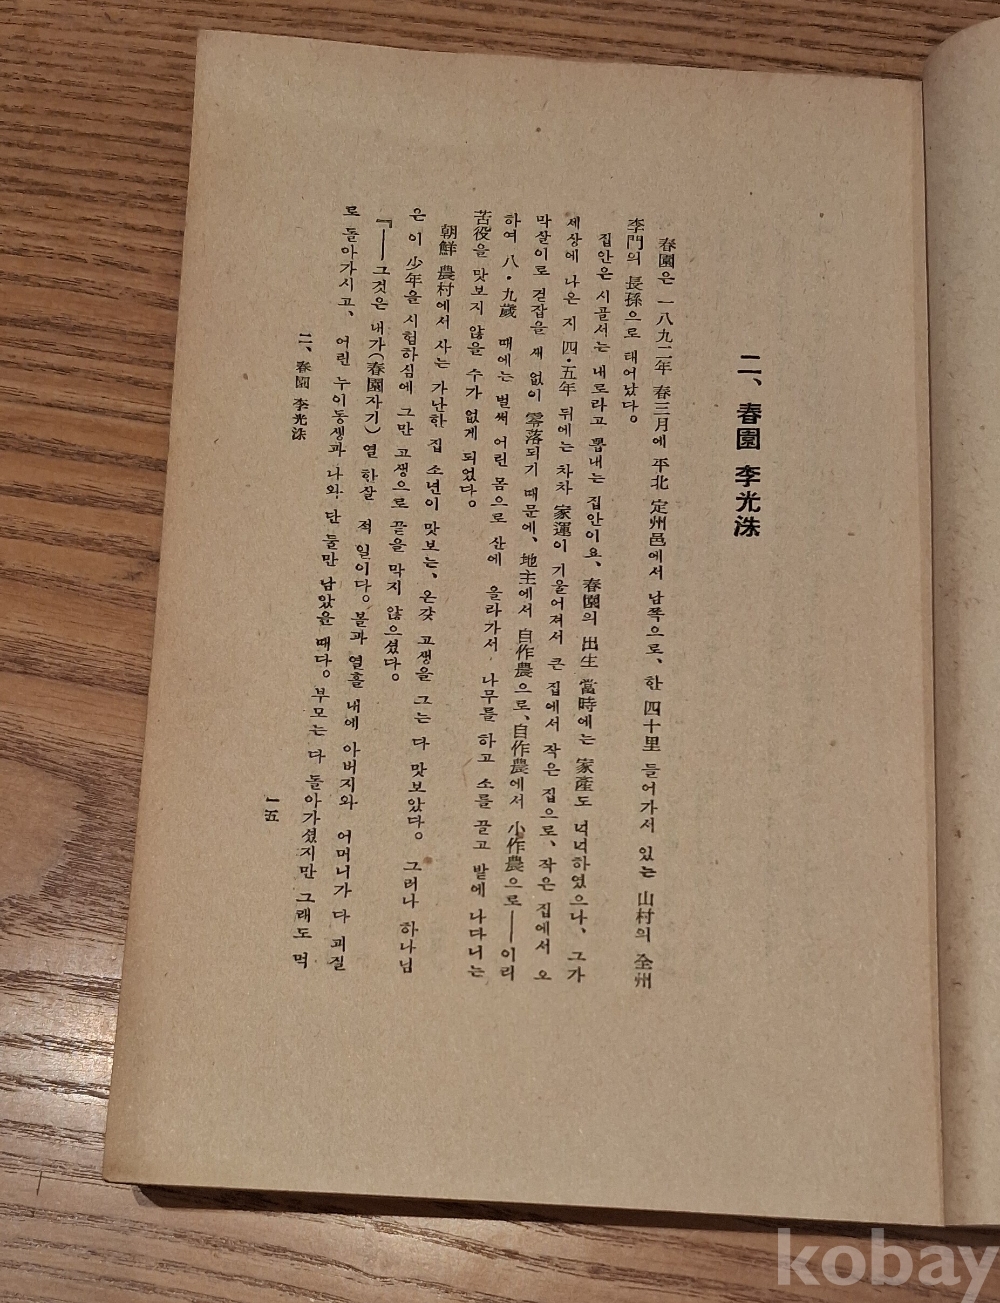 二、春園 李光洙
春園은 一八九二年 春三月에 平北 定州邑에서 남쪽으로、한 四十里 들어가서 있는 山村의 全州
李門의 長孫으로 태어났다。
집안은 시골서는 내로라고 뽑내는 집안이요、春園의 出生 當時에는 家產도 넉넉하였으나、그가
세상에 나온 지 四·五年 뒤에는 차차 家運이 기울어져서 큰 집에서 작은 집으로、작은 집에서 오
막살이로 걷잡을 새 없이 零落되기 때문에、地主에서 自作農으로、自作農에서 小作農으로──이리
하여 八·九歲 때에는 벌써 어린 몸으로 산에 올라가서 나무를 하고 소를 끌고 밭에 나다니는
苦役을 맛보지 않을 수가 없게 되었다。
朝鮮 農村에서 사는 가난한 집 소년이 맛보는、온갖 고생을 그는 다 맛보았다。그러나 하나님
은 이 少年을 시험하심에 그만 고생으로 끝을 막지 않으셨다。
『──그것은 내가(春園자기) 열 한살 적 일이다。불과 열흘 내에 아버지와 어머니가 다 괴질
로 돌아가시고、어린 누이동생과 나와 단 둘만 남았을 때다。부모는 다 돌아가셨지만 그래도 먹
二、春園 李光洙
一五
kobay